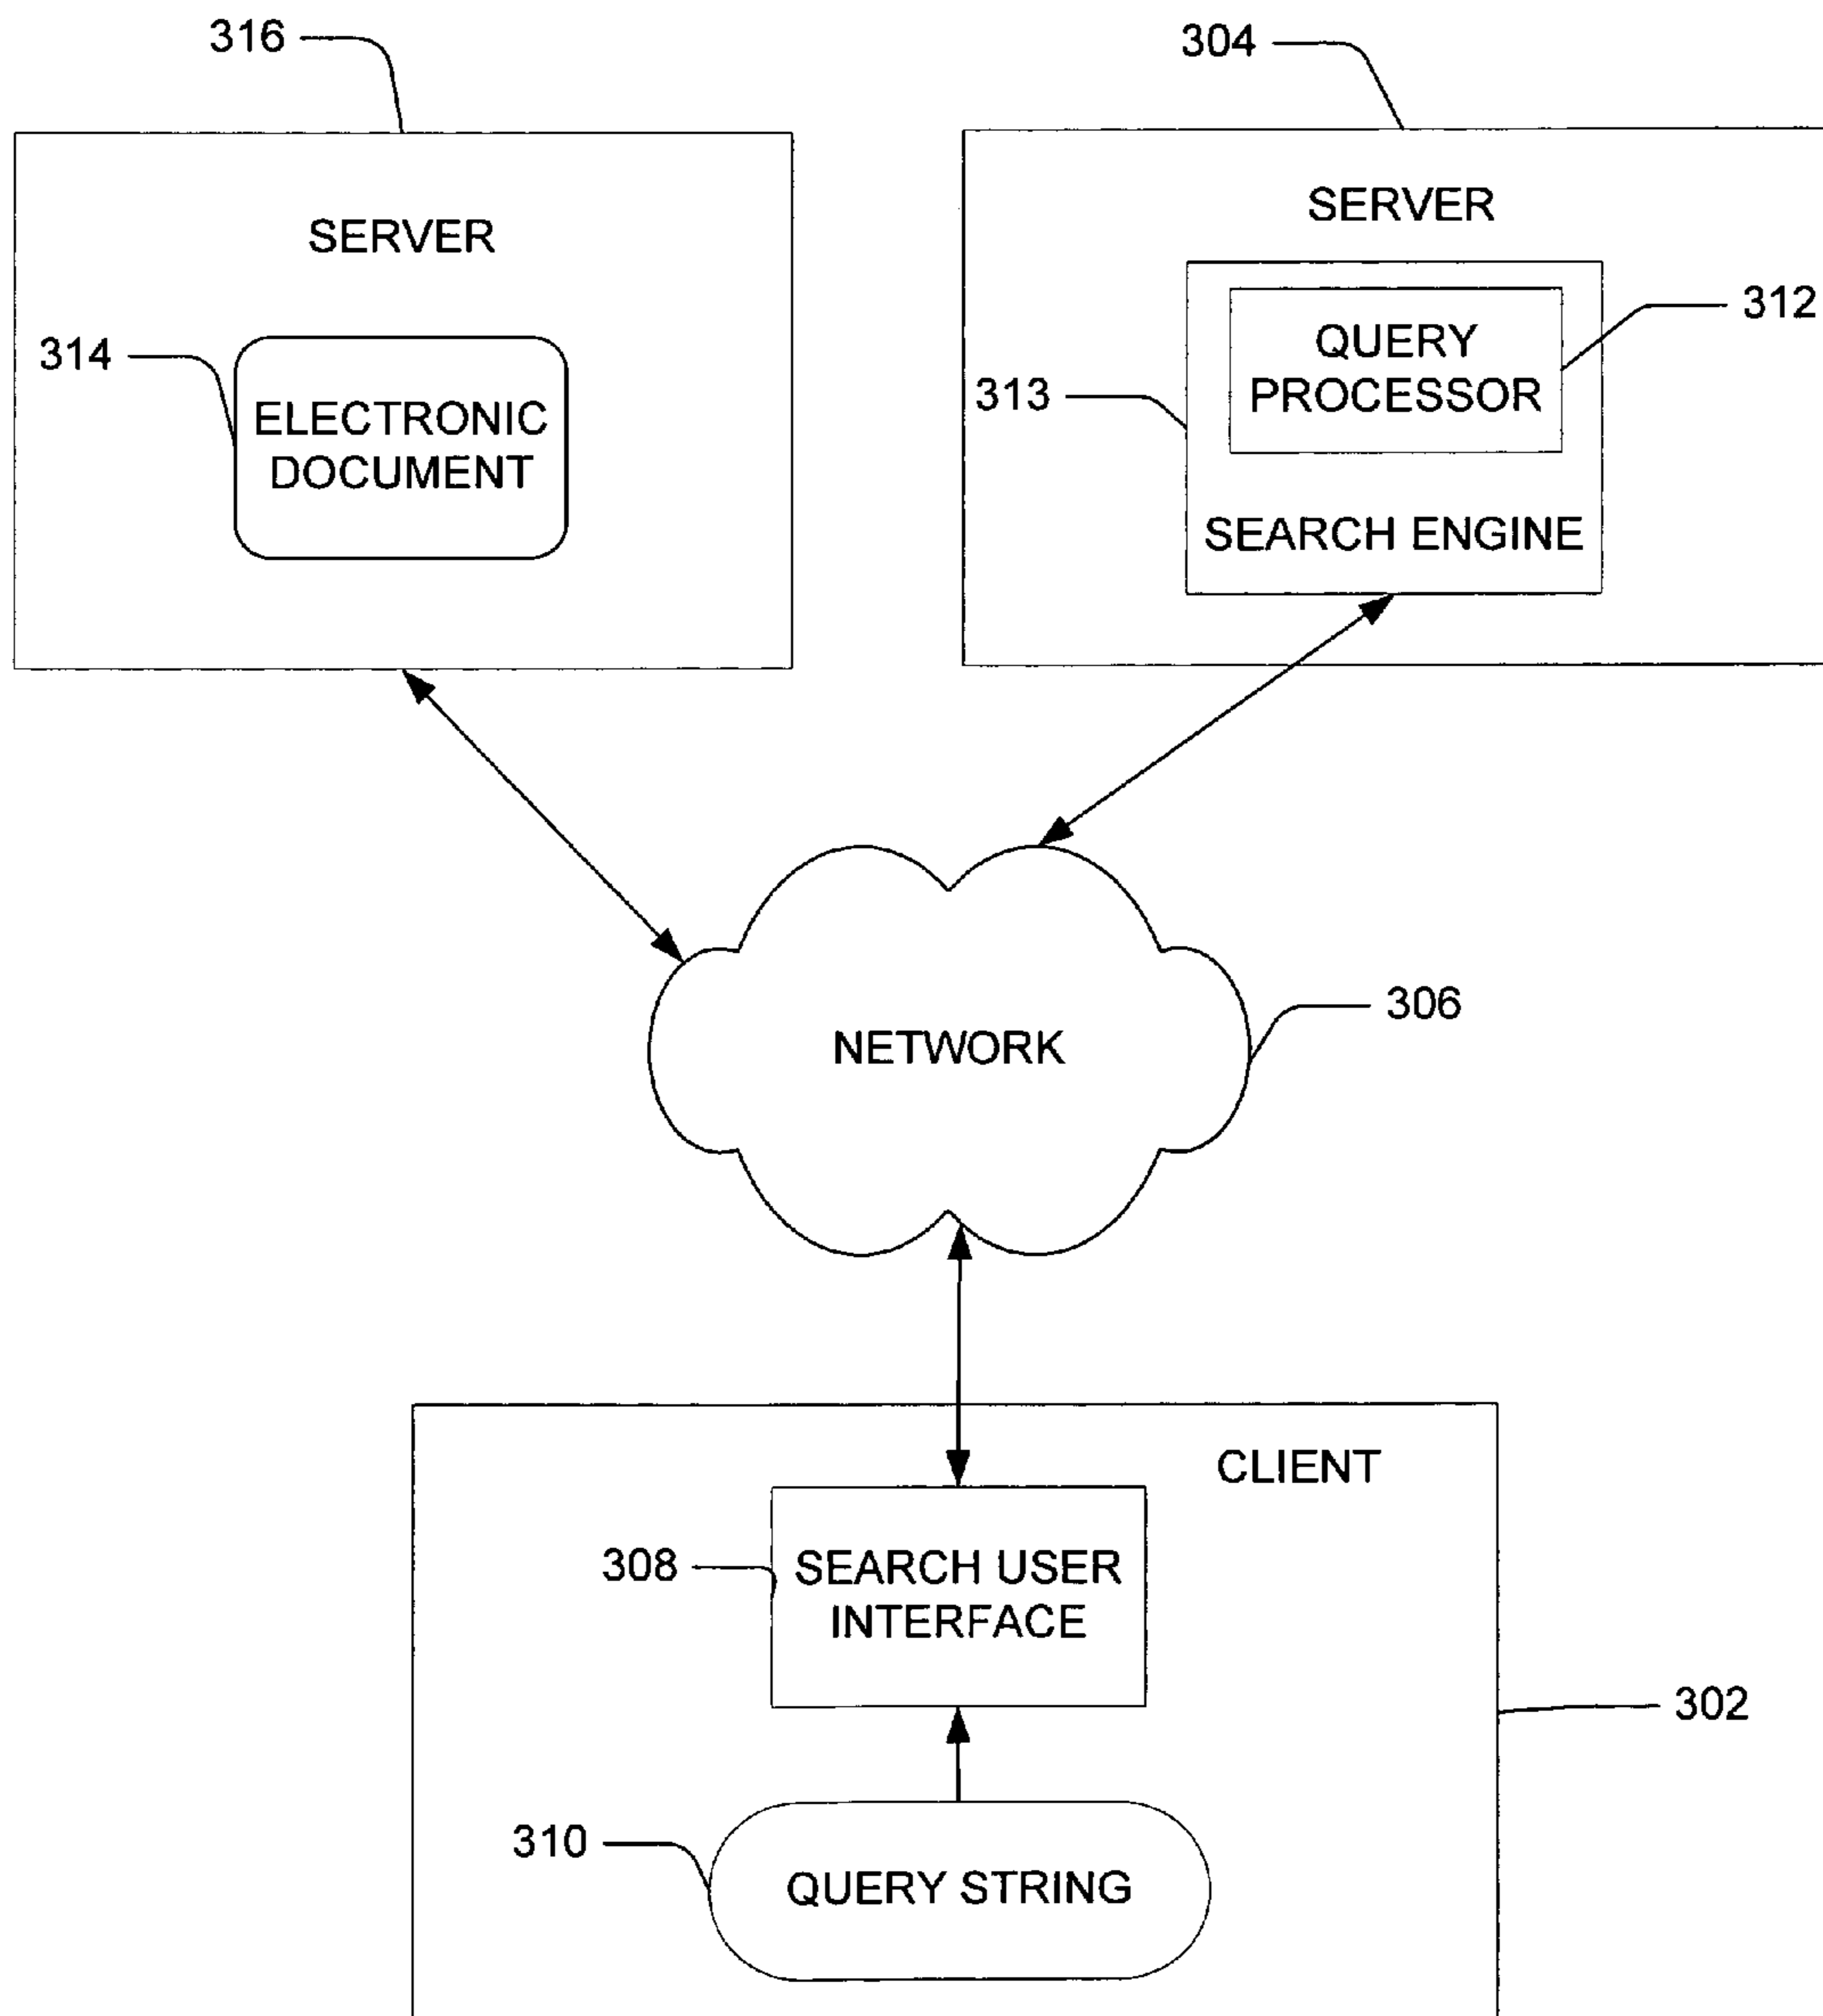 316
304
SERVER
SERVER
314
ELECTRONIC
DOCUMENT
QUERY
PROCESSOR
312
313
SEARCH ENGINE
NETWORK
306
CLIENT
308
SEARCH USER
INTERFACE
302
310
QUERY STRING